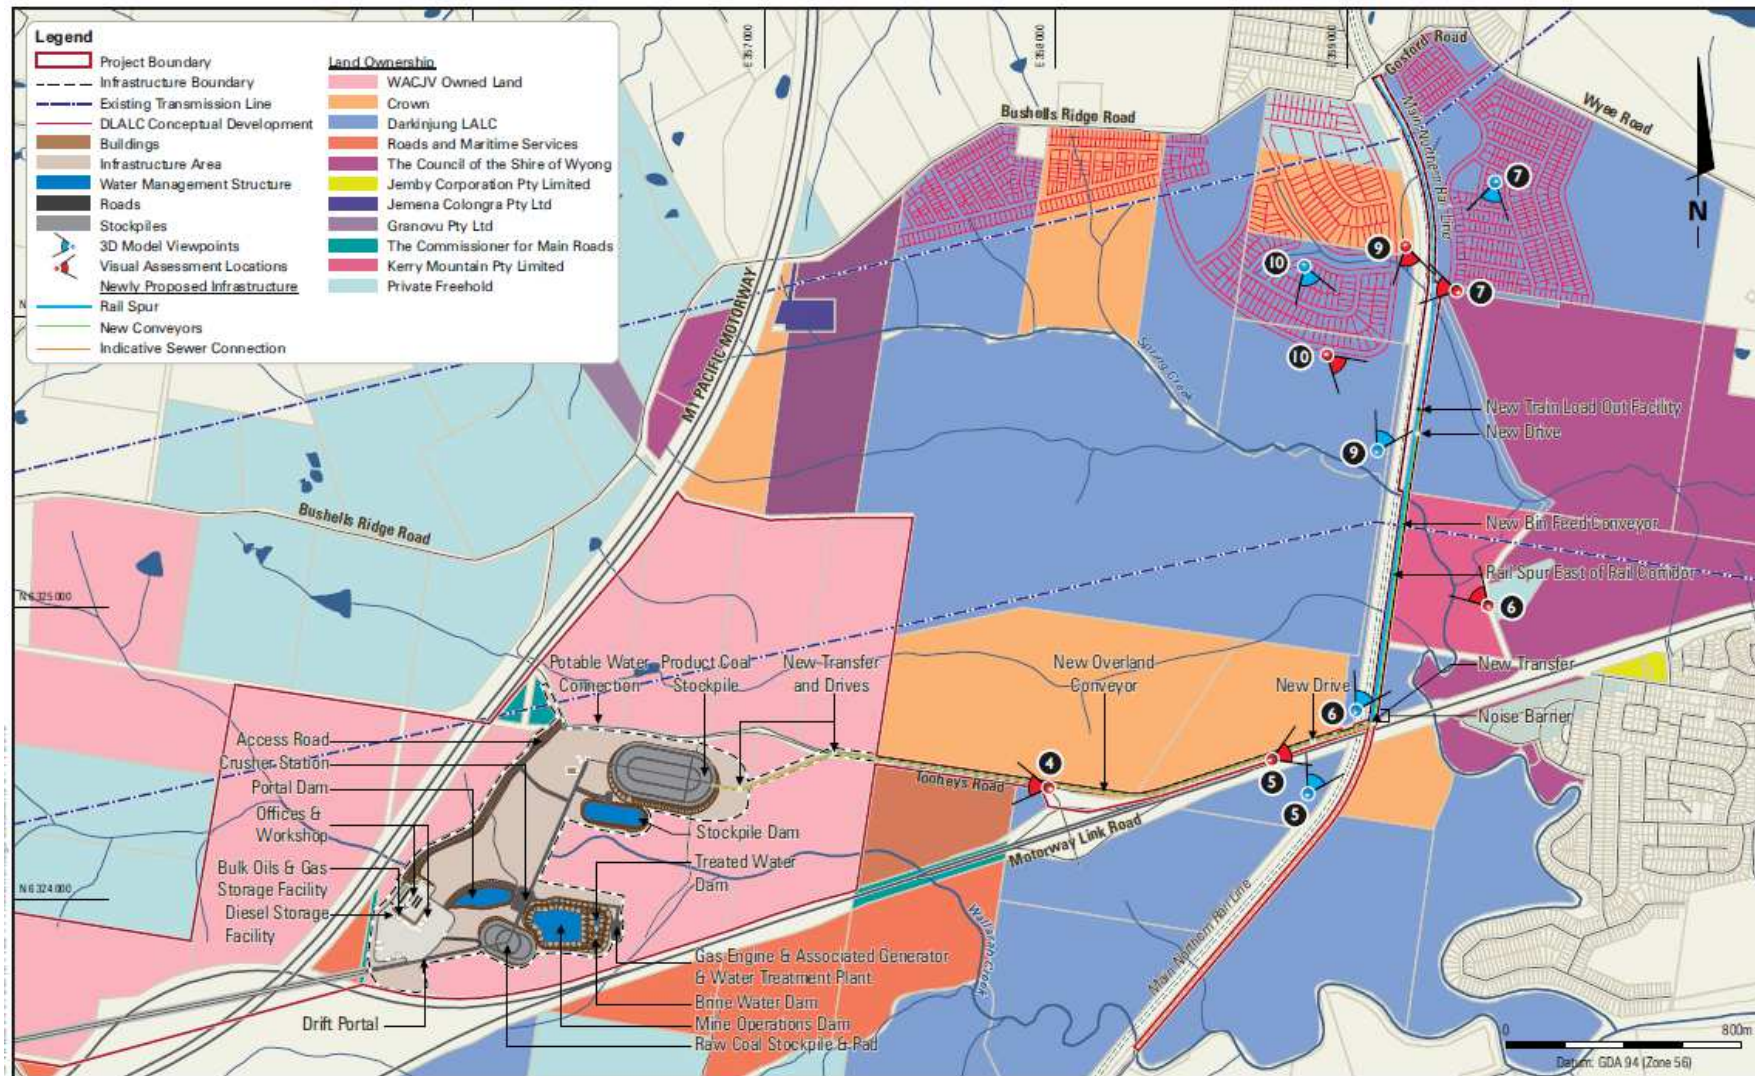 Legend
Project Boundary
Infrastructure Boundary
Existing Transmission Line
DLALC Conceptual Development
Buildings
Infrastructure Area
Water Management Structure
Roads
Stockpiles
3D Model Viewpoints
Visual Assessment Locations
Newly Proposed Infrastructure
Rail Spur
New Conveyors
Indicative Sewer Connection
Land Ownership
WACJV Owned Land
Crown
Darkinjung LALC
Roads and Maritime Services
The Council of the Shire of Wyong
Jemby Corporation Pty Limited
Jemena Colongra Pty Ltd
Granovu Pty Ltd
The Commissioner for Main Roads
Kerry Mountain Pty Limited
Private Freehold
E 357 000
E 358 000
E 359 000
Gosford Road
Wyee Road
Bushells Ridge Road
Main Northern Rail Line
N
7
9
10
7
10
M1 PACIFIC MOTORWAY
Spring Creek
New Train Load Out Facility
New Drive
9
Bushells Ridge Road
New Bin Feed Conveyor
Rail Spur East of Rail Corridor
N 6 325 000
6
Potable Water
Connection
Product Coal
Stockpile
New Transfer
and Drives
New Overland
Conveyor
New Drive
New Transfer
6
Noise Barrier
Access Road
Crusher Station
Portal Dam
Offices &
Workshop
Bulk Oils & Gas
Storage Facility
Diesel Storage
Facility
4
Tooheys Road
5
5
Stockpile Dam
Motorway Link Road
Treated Water
Dam
N 6 324 000
Wallarah Creek
Main Northern Rail Line
Gas Engine & Associated Generator
& Water Treatment Plant
Brine Water Dam
Drift Portal
Mine Operations Dam
Raw Coal Stockpile & Pad
0
800m
Datum: GDA 94 (Zone 56)